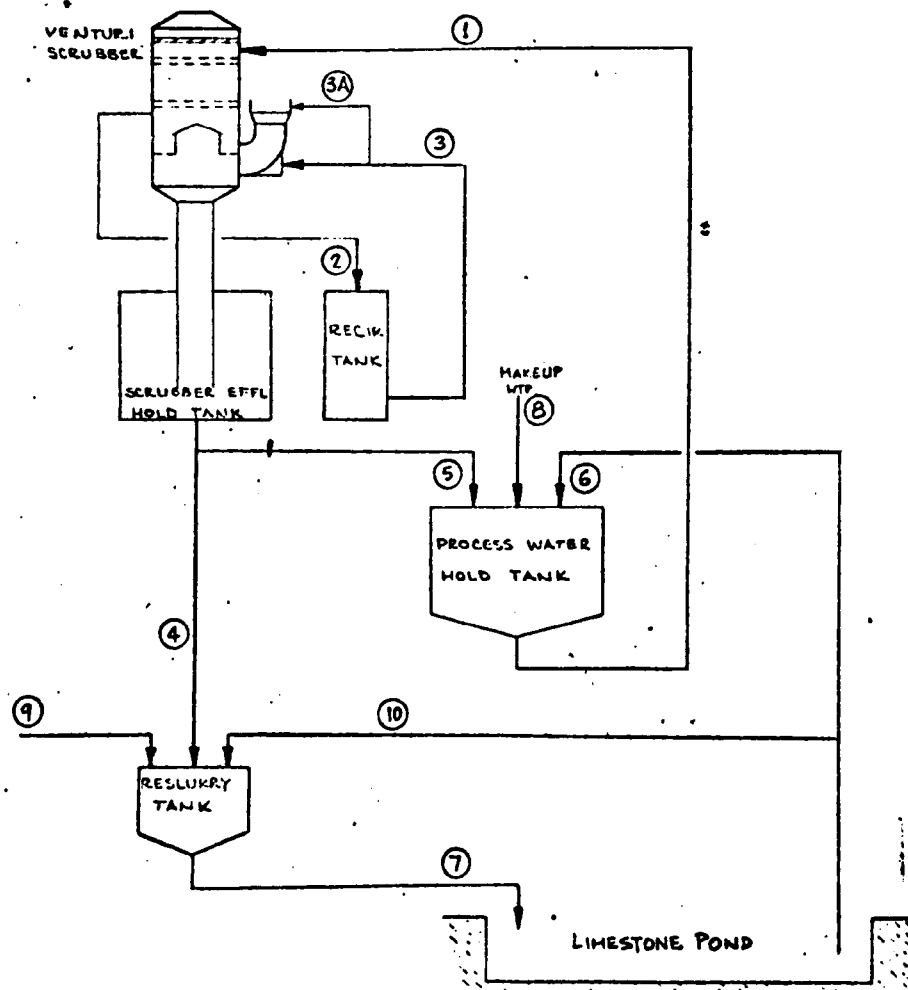 1
VENTURI
SCRUBBER
3A
3
2
RECIR.
TANK
SCRUBBER EFFL
HOLD TANK
MAKEUP
WTR
8
5
6
PROCESS WATER
HOLD TANK
4
9
10
RESLURRY
TANK
7
LIMESTONE POND